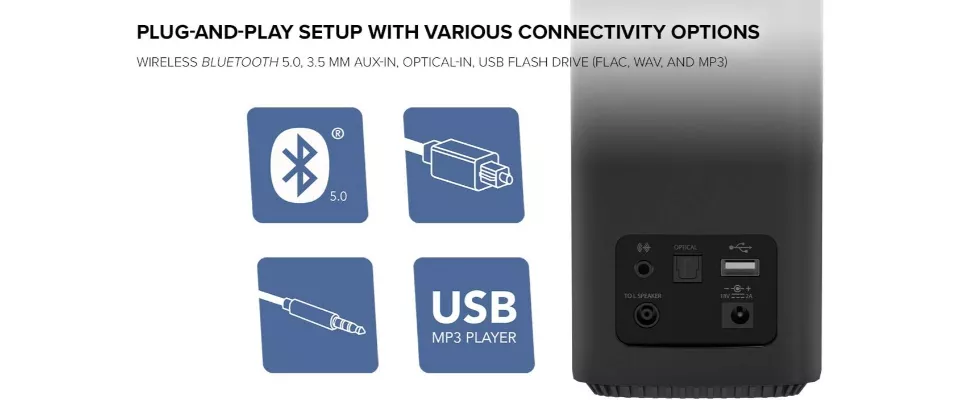 PLUG-AND-PLAY SETUP WITH VARIOUS CONNECTIVITY OPTIONS
WIRELESS BLUETOOTH 5.0, 3.5 MM AUX-IN, OPTICAL-IN, USB FLASH DRIVE (FLAC, WAV, AND MP3)
®
5.0
OPTICAL
TO L SPEAKER
18V 2A
USB
MP3 PLAYER